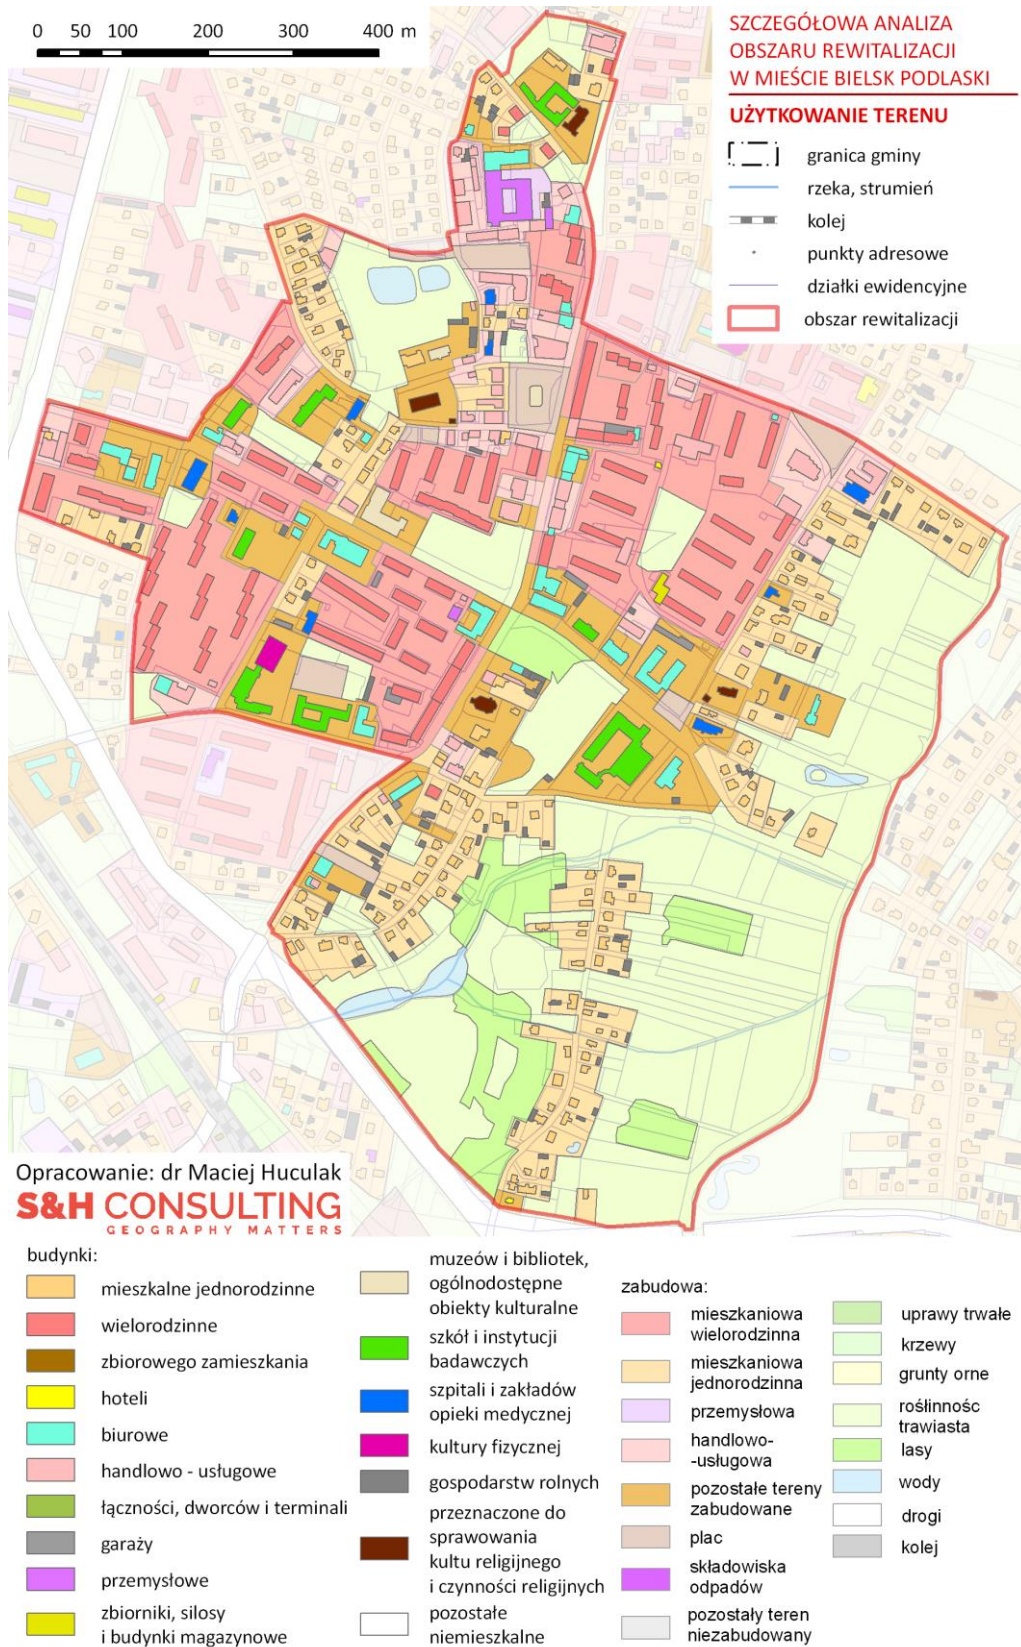 0 50 100 200 300 400 m
SZCZEGÓŁOWA ANALIZA
OBSZARU REWITALIZACJI
W MIEŚCIE BIELSK PODLASKI
UŻYTKOWANIE TERENU
granica gminy
rzeka, strumień
kolej
punkty adresowe
działki ewidencyjne
obszar rewitalizacji
Opracowanie: dr Maciej Huculak
S&H CONSULTING
GEOGRAPHY MATTERS
budynki:
mieszkalne jednorodzinne
wielorodzinne
zbiorowego zamieszkania
hoteli
biurowe
handlowo - usługowe
łączności, dworców i terminali
garaży
przemysłowe
zbiorniki, silosy
i budynki magazynowe
muzeów i bibliotek,
ogólnodostępne
obiekty kulturalne
szkół i instytucji
badawczych
szpitali i zakładów
opieki medycznej
kultury fizycznej
gospodarstw rolnych
przeznaczone do
sprawowania
kultu religijnego
i czynności religijnych
pozostałe
niemieszkalne
zabudowa:
mieszkaniowa
wielorodzinna
mieszkaniowa
jednorodzinna
przemysłowa
handlowo-
-usługowa
pozostałe tereny
zabudowane
plac
składowiska
odpadów
pozostały teren
niezabudowany
uprawy trwałe
krzewy
grunty orne
roślinnośc
trawiasta
lasy
wody
drogi
kolej